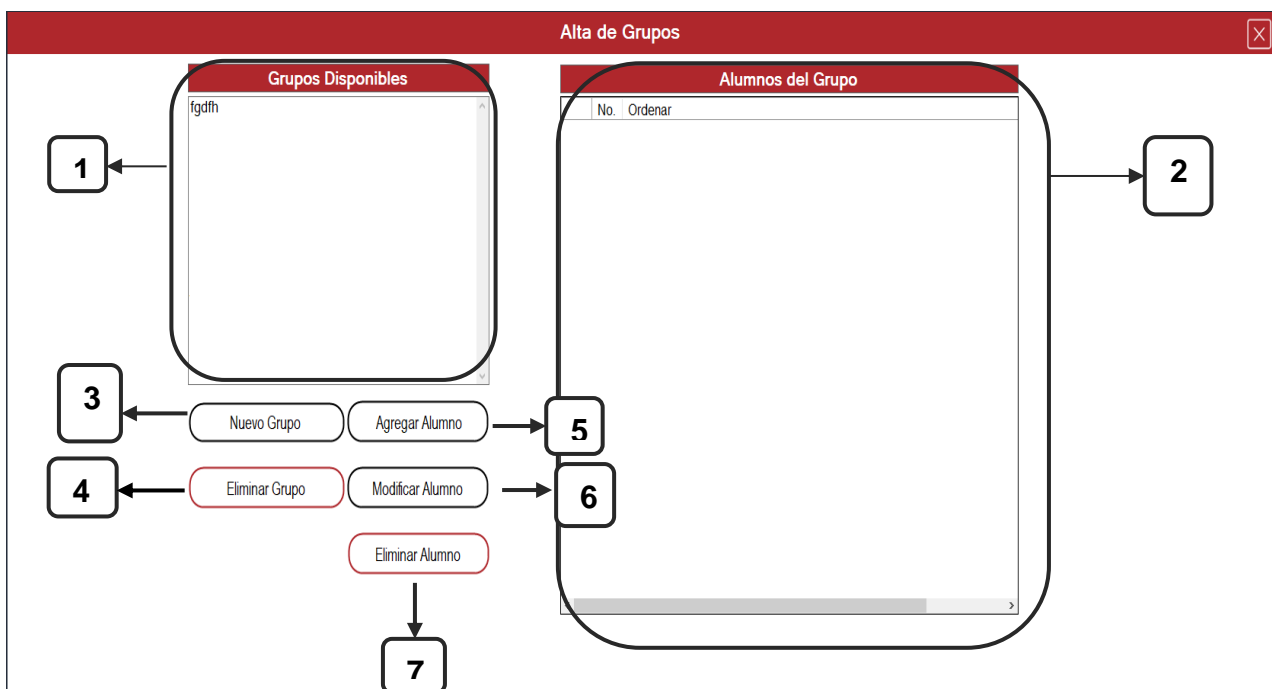 Alta de Grupos
X
Grupos Disponibles
Alumnos del Grupo
fgdfh
No. Ordenar
1
2
3
Nuevo Grupo
Agregar Alumno
5
4
Eliminar Grupo
Modificar Alumno
6
Eliminar Alumno
7